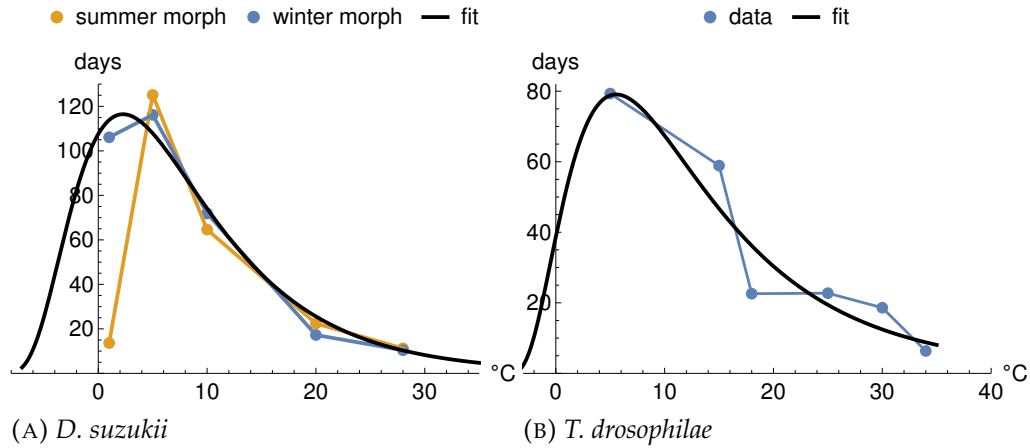 summer morph winter morph fit
days
120
100
80
60
40
20
0 10 20 30 °C
(A) D. suzukii
data fit
days
80
60
40
20
0 10 20 30 40 °C
(B) T. drosophilae